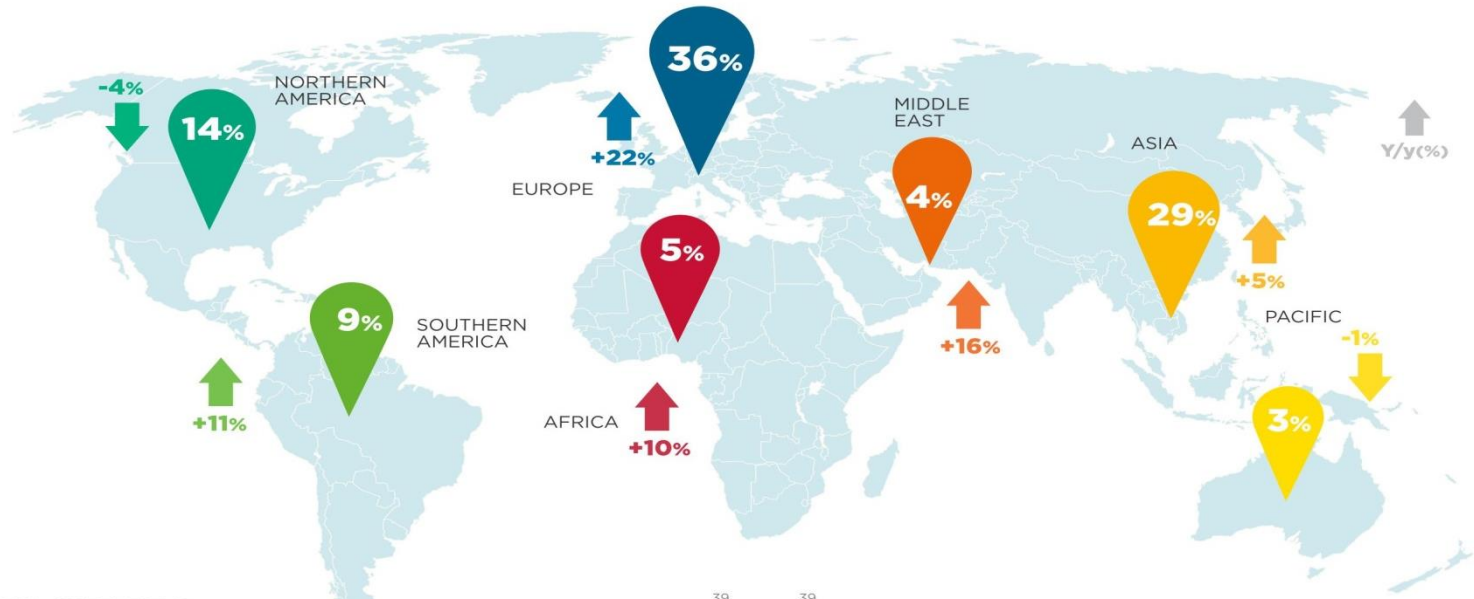 36%
-4%
NORTHERN
AMERICA
14%
+22%
EUROPE
MIDDLE
EAST
4%
ASIA
Y/y(%)
29%
+5%
5%
+16%
9%
SOUTHERN
AMERICA
+11%
AFRICA
+10%
PACIFIC
-1%
3%
39
39